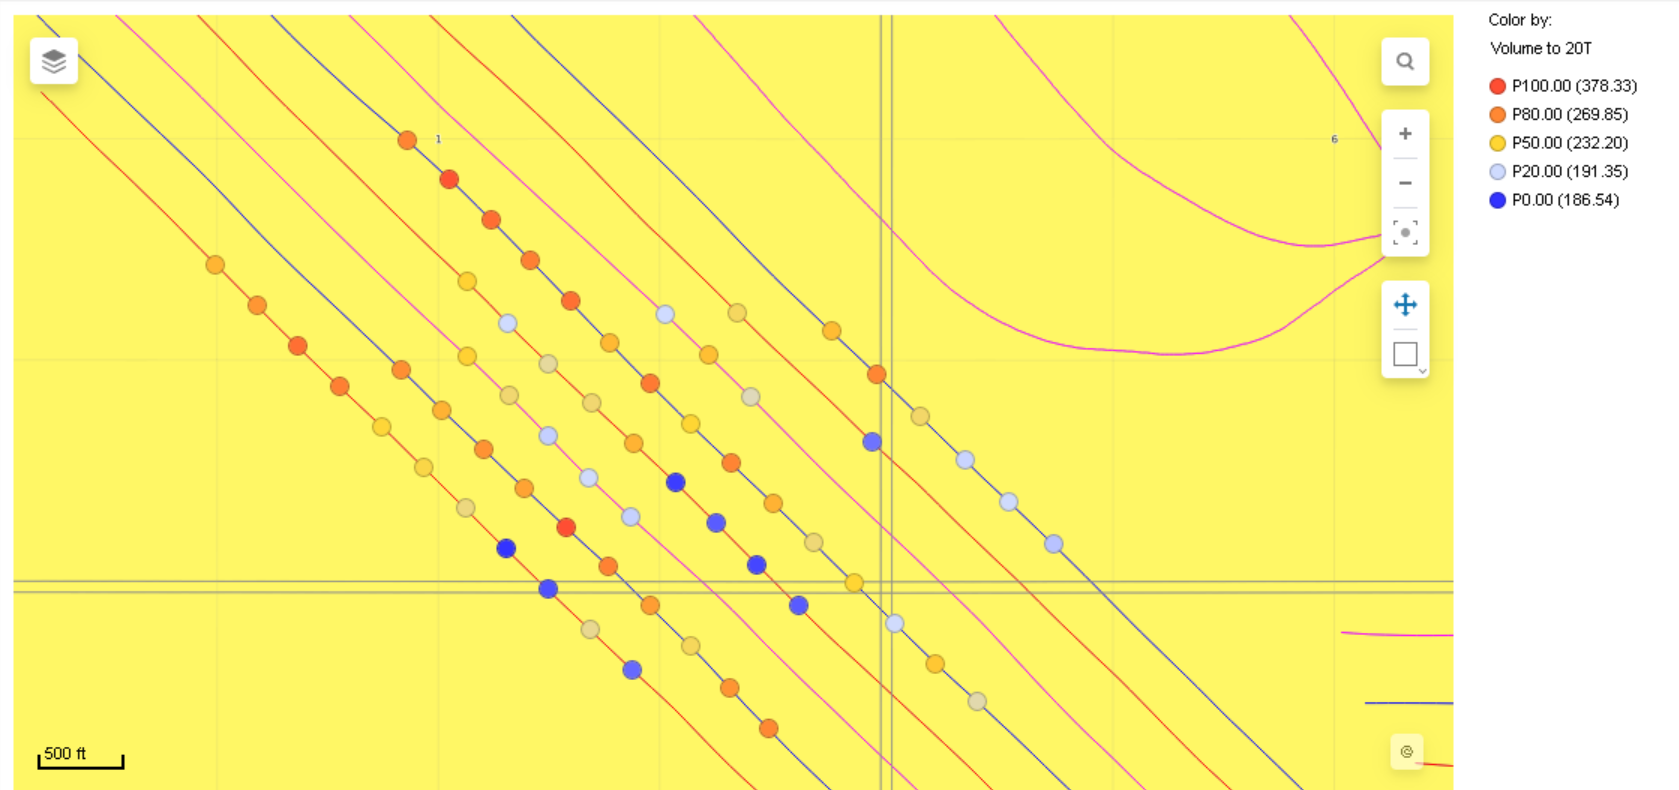 Color by:
Volume to 20T
P100.00 (378.33)
P80.00 (269.85)
P50.00 (232.20)
P20.00 (191.35)
P0.00 (186.54)
1
6
500 ft